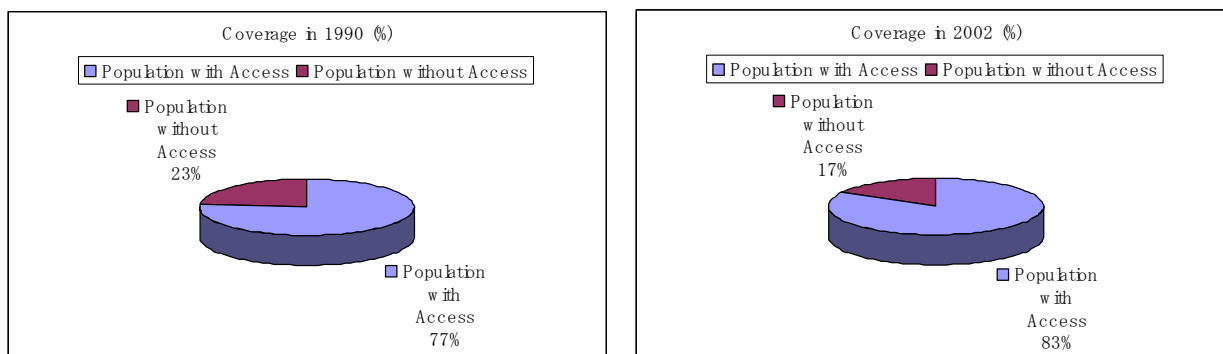 Coverage in 1990 (%)
Population with Access Population without Access
Population
without
Access
23%
Population
with
Access
77%
Coverage in 2002 (%)
Population with Access Population without Access
Population
without
Access
17%
Population
with
Access
83%